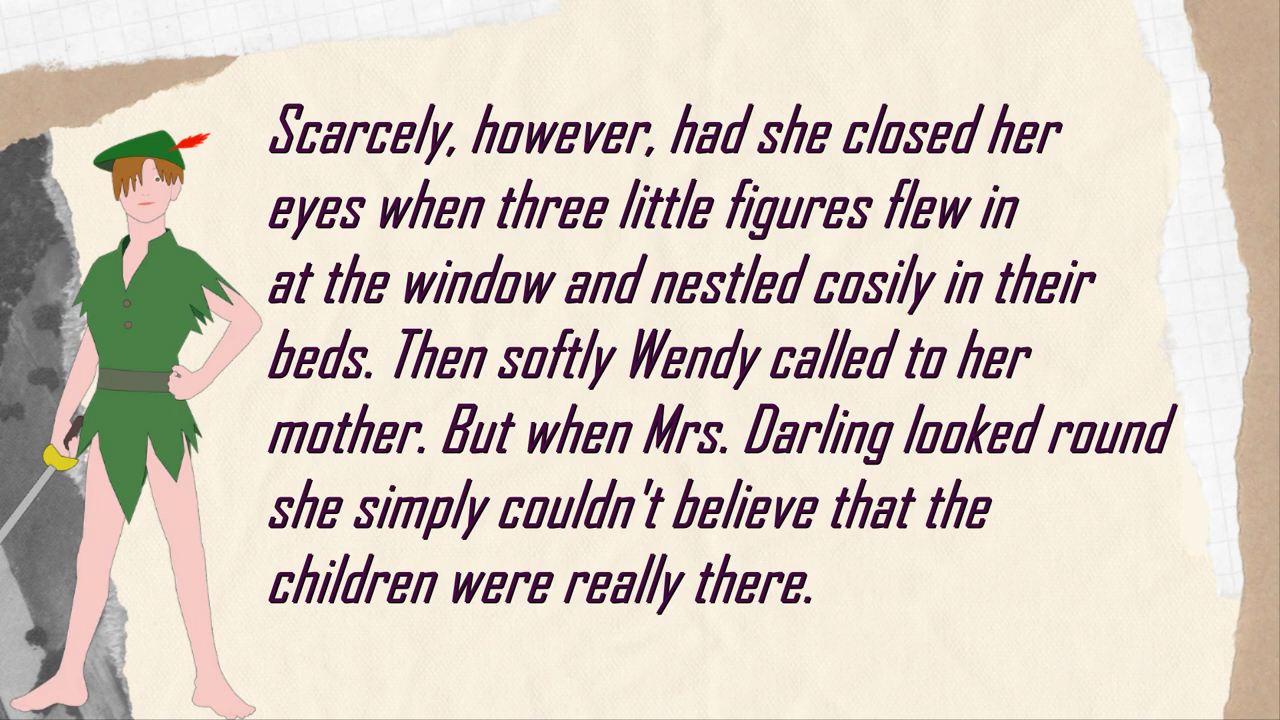 Scarcely, however, had she closed her
eyes when three little figures flew in
at the window and nestled cosily in their
beds. Then softly Wendy called to her
mother. But when Mrs. Darling looked round
she simply couldn't believe that the
children were really there.